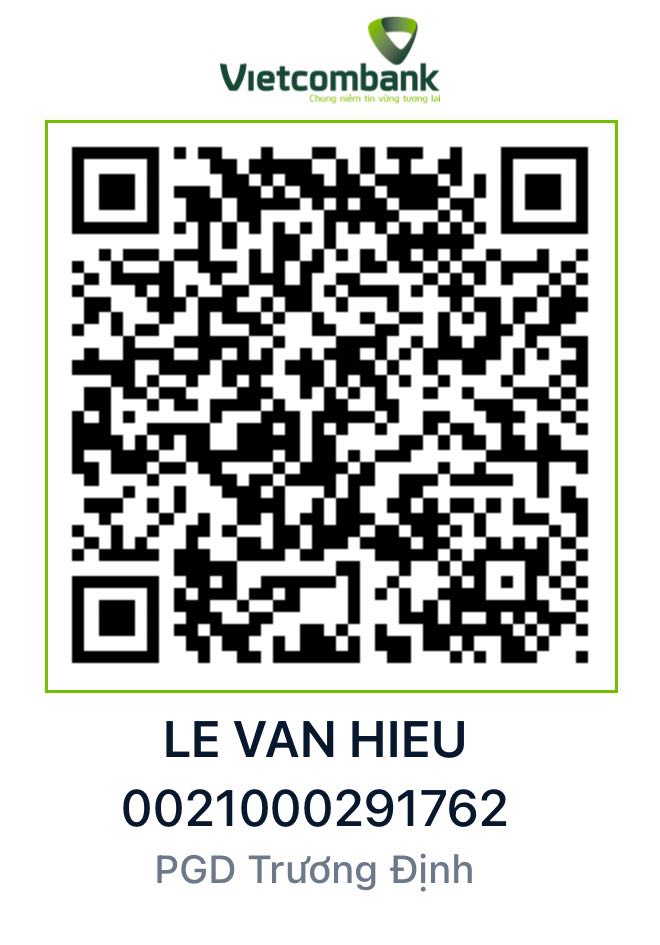 Vietcombank
Chung niềm tin vững tương lai
LE VAN HIEU
0021000291762
PGD Trương Định